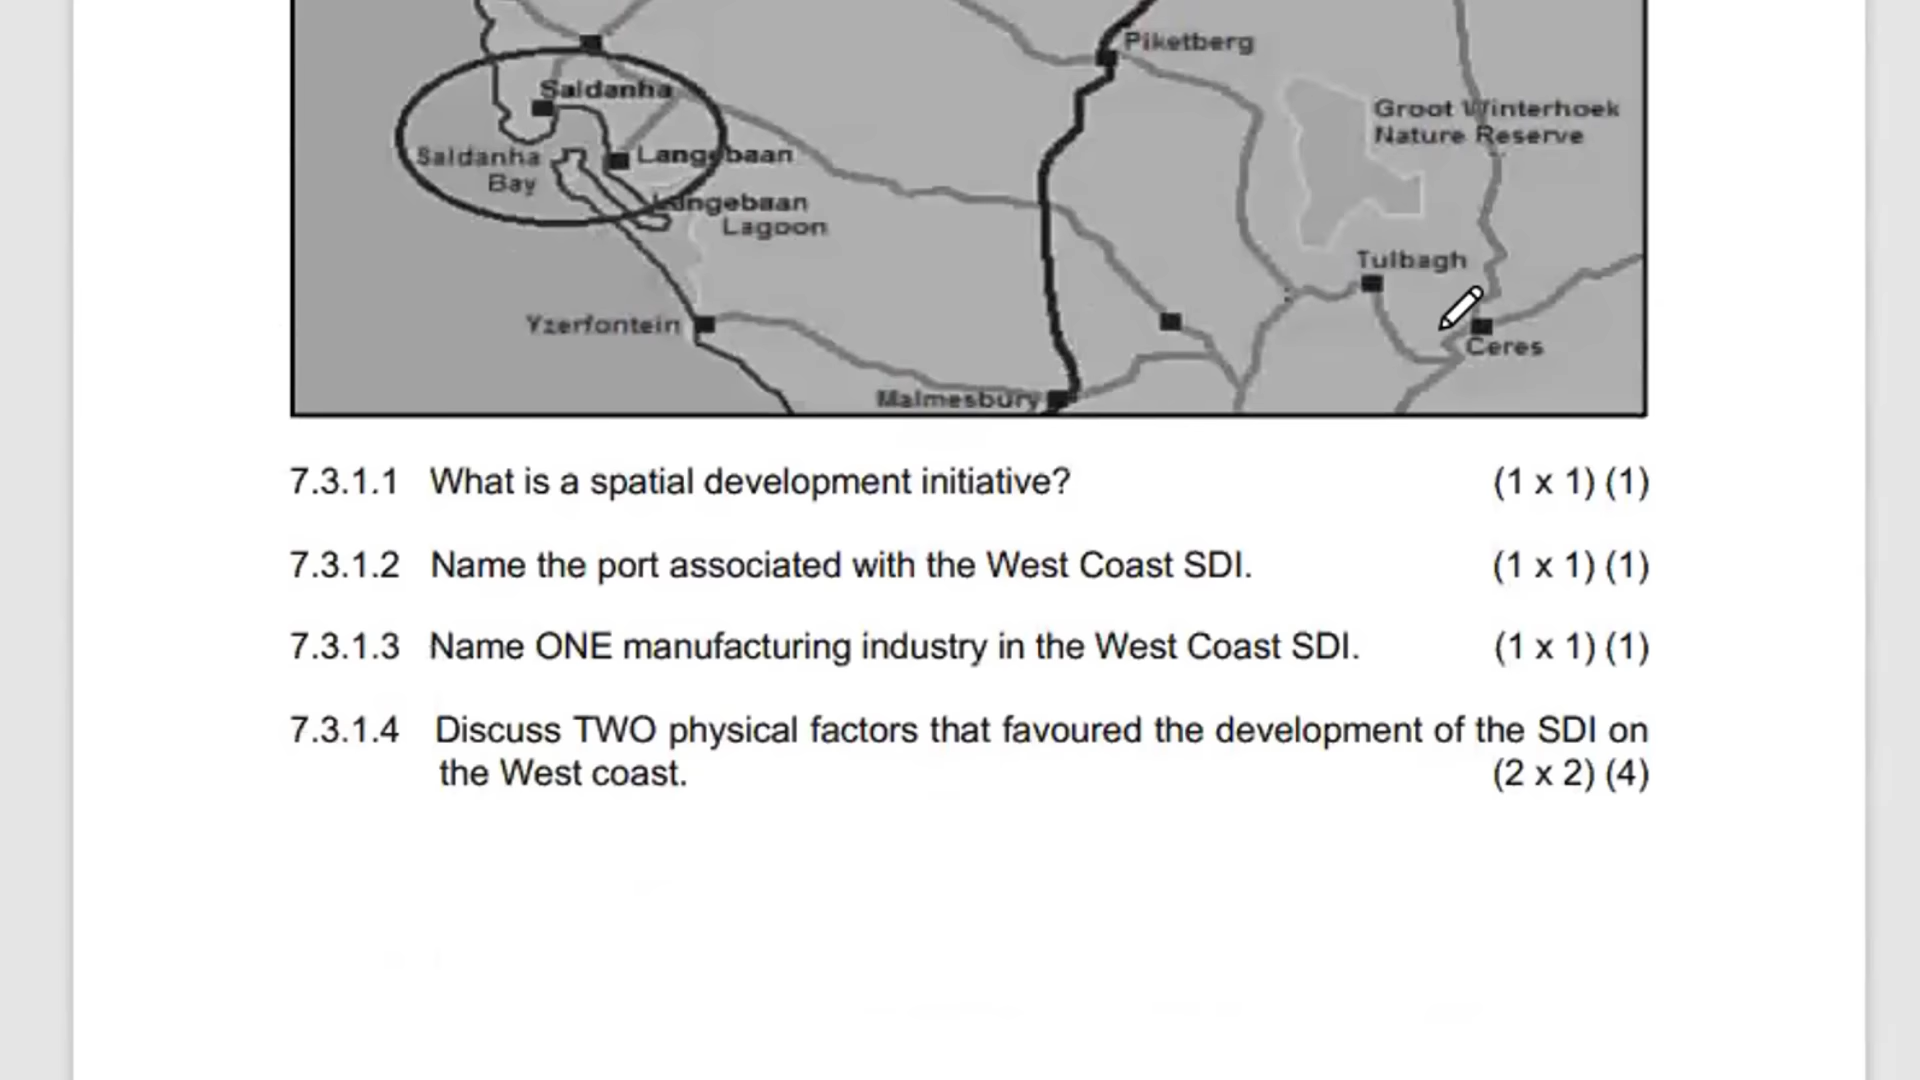 Piketberg
Saldanha
Groot Winterhoek
Nature Reserve
Saldanha
Bay
Langebaan
Langebaan
Lagoon
Tulbagh
Yzerfontein
Ceres
Malmesbury
7.3.1.1 What is a spatial development initiative? (1 x 1) (1)
7.3.1.2 Name the port associated with the West Coast SDI. (1 x 1) (1)
7.3.1.3 Name ONE manufacturing industry in the West Coast SDI. (1 x 1) (1)
7.3.1.4 Discuss TWO physical factors that favoured the development of the SDI on
the West coast. (2 x 2) (4)